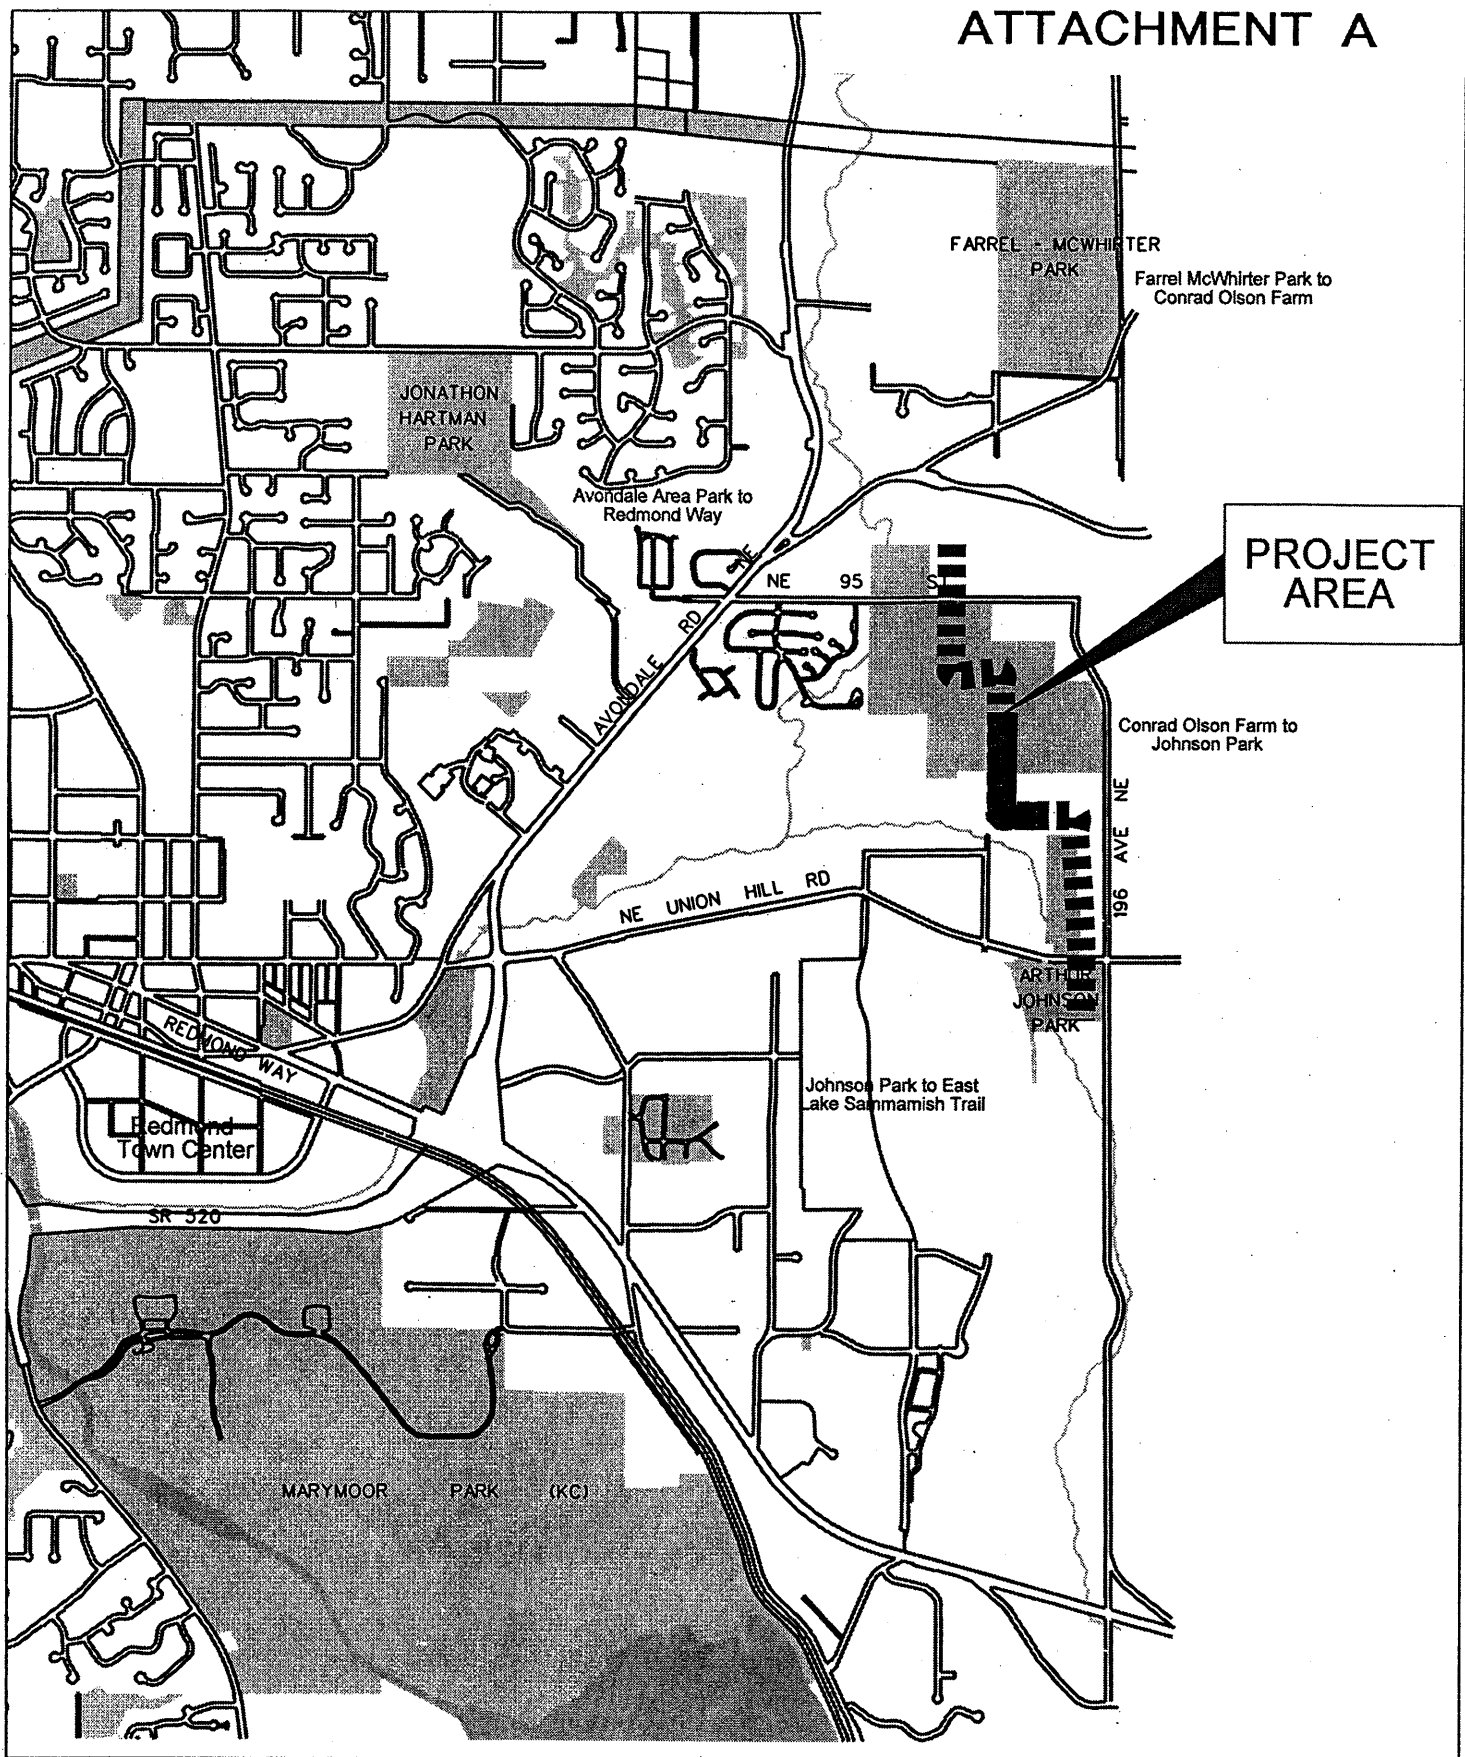 ATTACHMENT A
FARREL - MCWHIRTER
PARK
Farrel McWhirter Park to
Conrad Olson Farm
JONATHON
HARTMAN
PARK
Avondale Area Park to
Redmond Way
PROJECT
AREA
NE 95 ST
AVONDALE RD NE
Conrad Olson Farm to
Johnson Park
196 AVE NE
NE UNION HILL RD
ARTHUR
JOHNSON
PARK
REDMOND WAY
Johnson Park to East
Lake Sammamish Trail
Redmond
Town Center
SR 520
MARYMOOR PARK (KC)